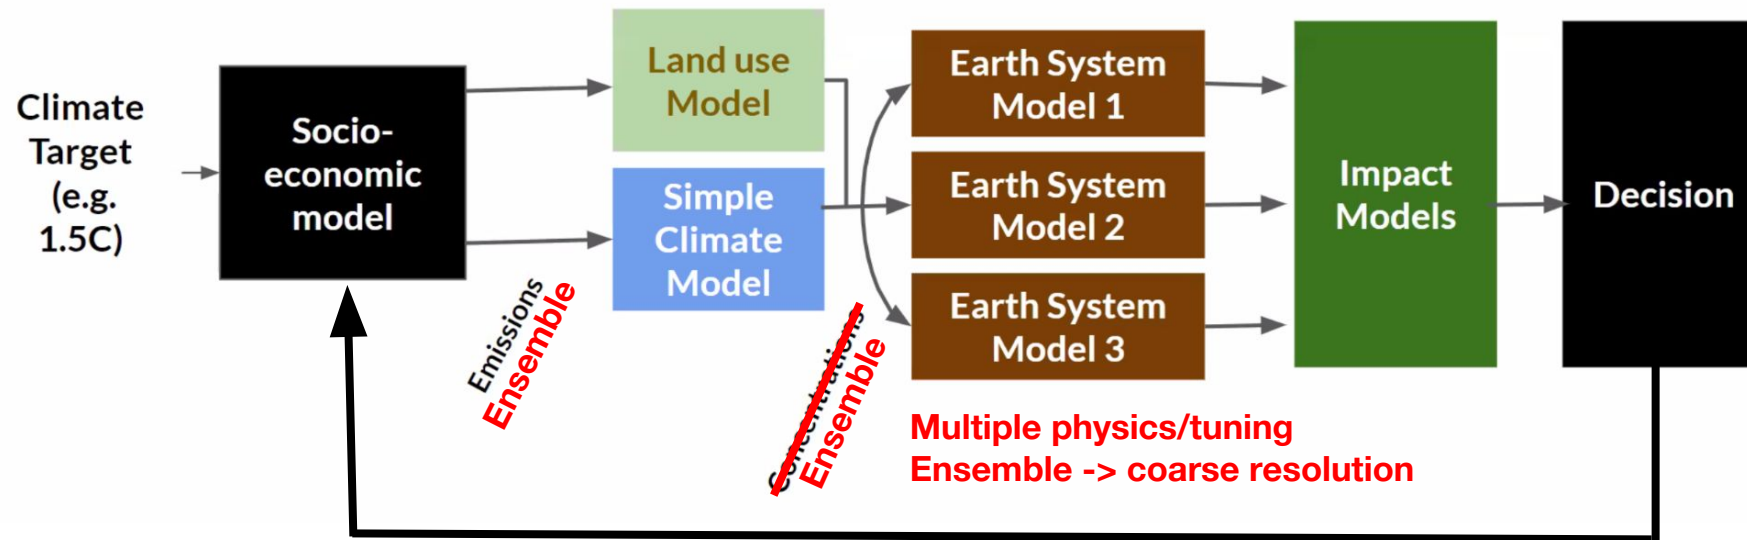 Climate
Target
(e.g.
1.5C)
Socio-
economic
model
Land use
Model
Simple
Climate
Model
Emissions
Ensemble
Concentrations
Ensemble
Earth System
Model 1
Earth System
Model 2
Earth System
Model 3
Multiple physics/tuning
Ensemble -> coarse resolution
Impact
Models
Decision